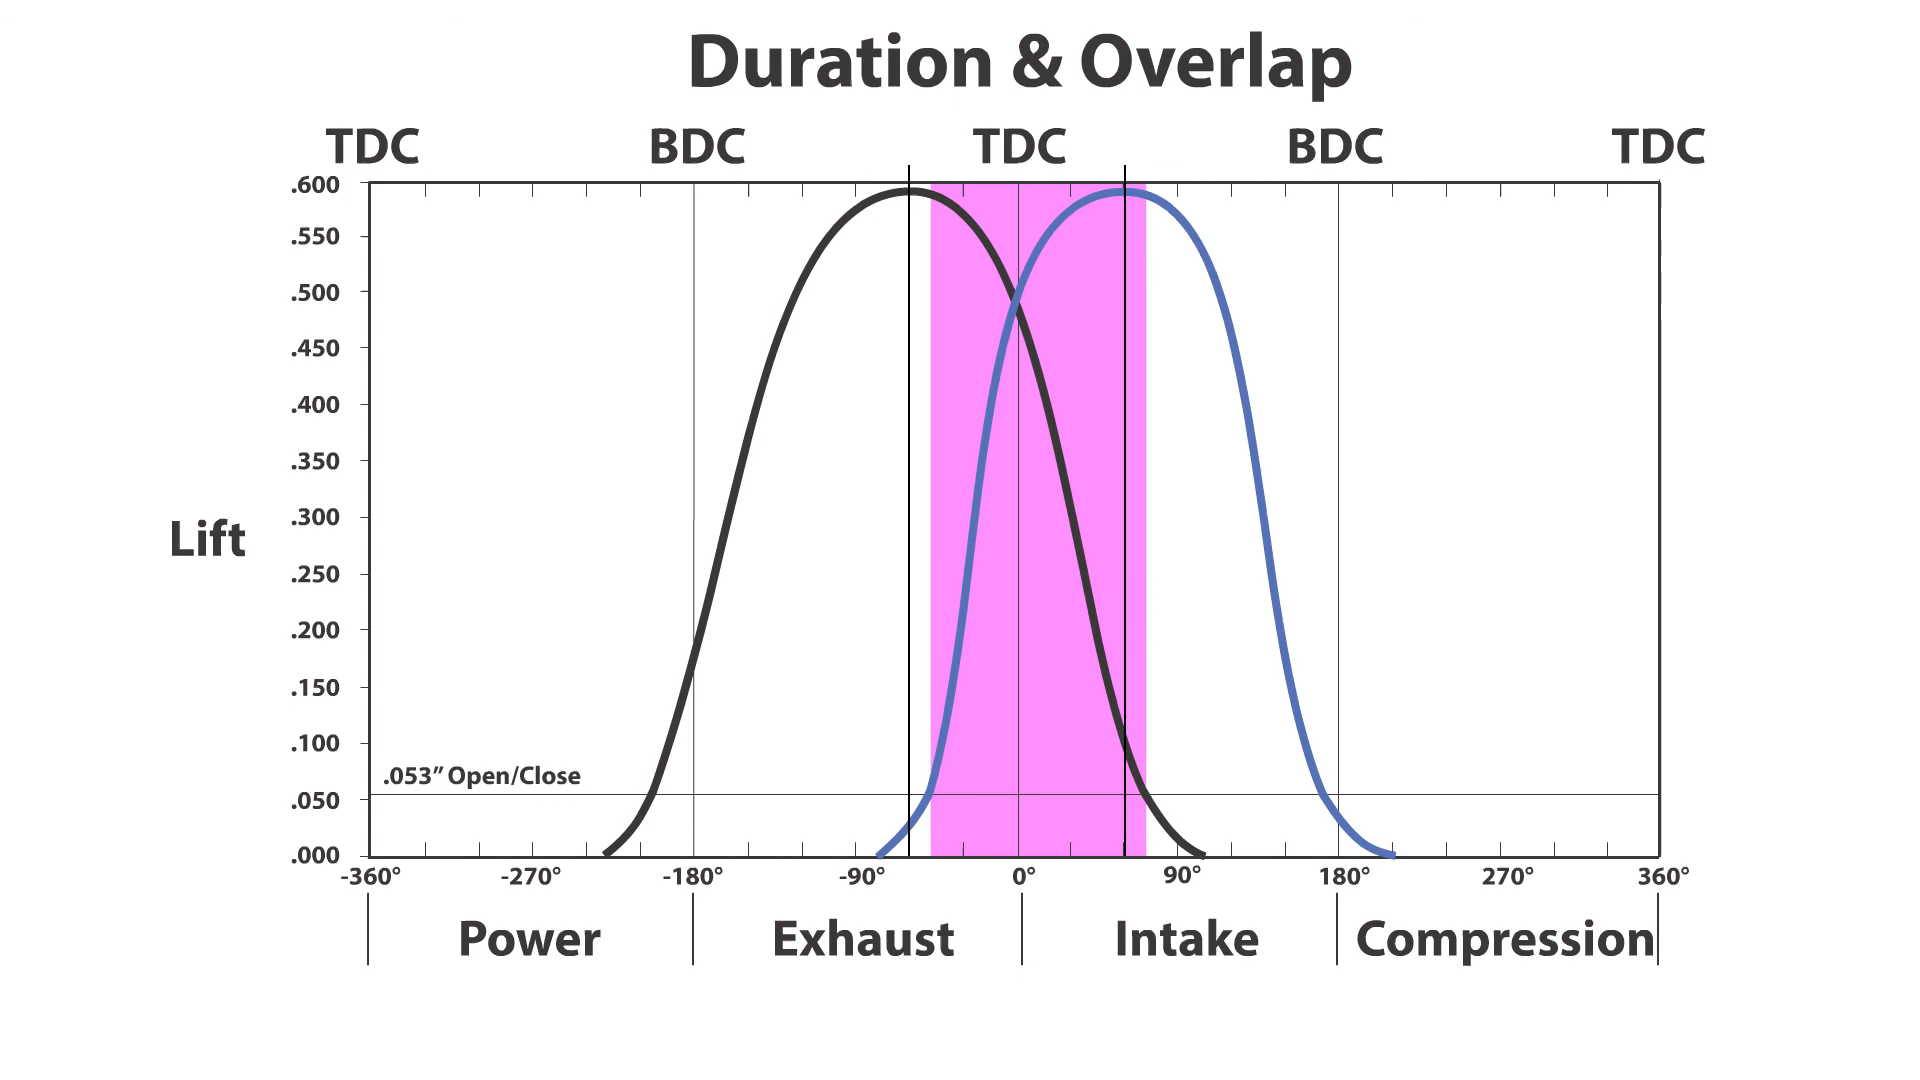 Duration & Overlap
TDC BDC TDC BDC TDC
.600
.550
.500
.450
.400
.350
.300
Lift
.250
.200
.150
.100
.053” Open/Close
.050
.000
-360° -270° -180° -90° 0° 90° 180° 270° 360°
Power Exhaust Intake Compression